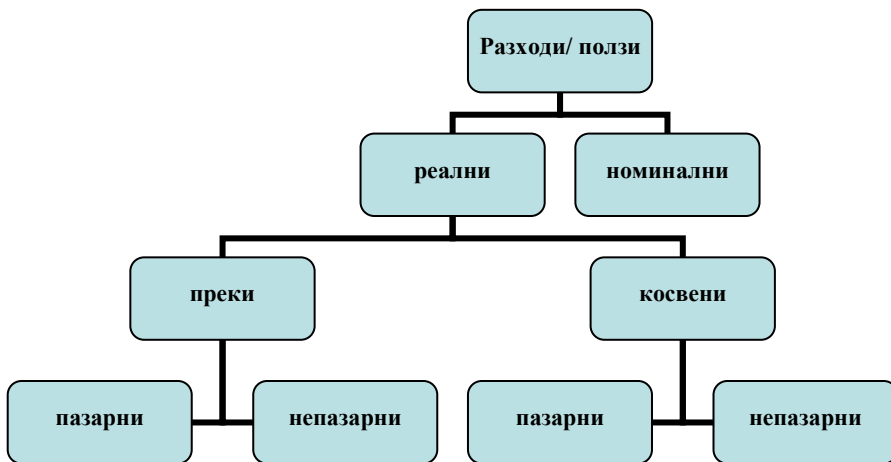 Разходи/ ползи
реални
номинални
преки
косвени
пазарни
непазарни
пазарни
непазарни